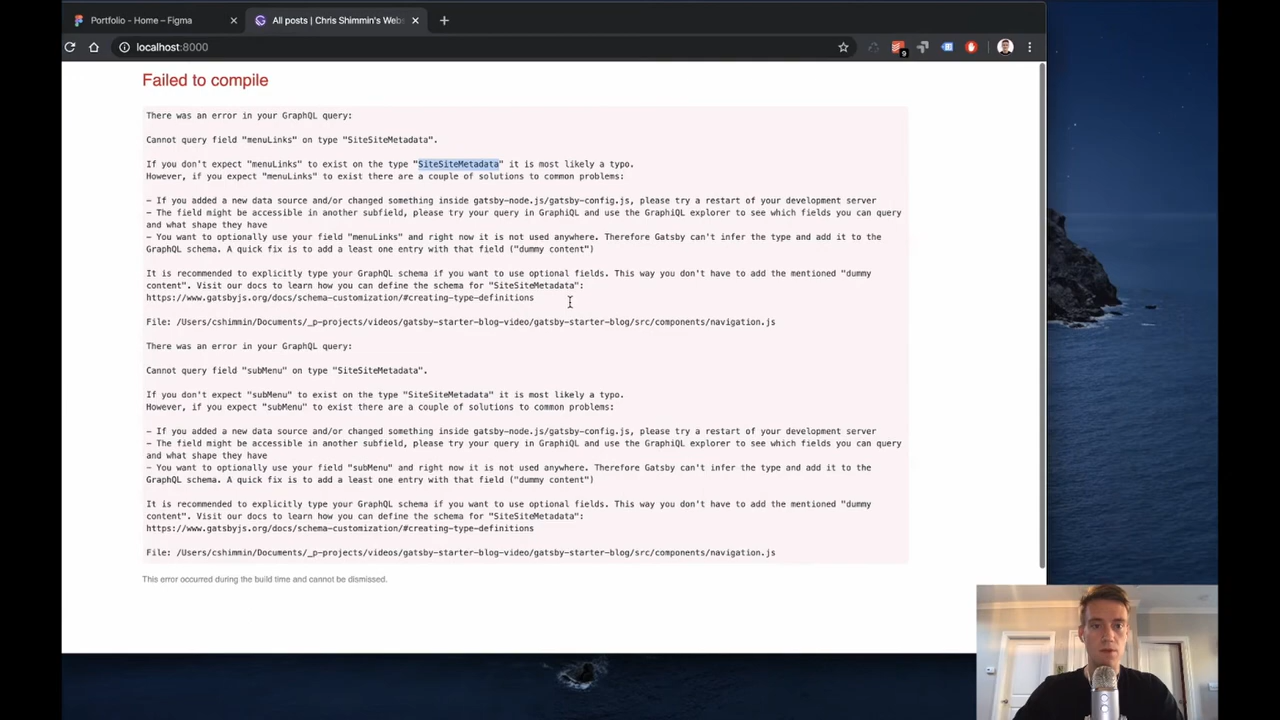 Portfolio - Home – Figma
All posts | Chris Shimmin's Webs
localhost:8000
9
Failed to compile
There was an error in your GraphQL query:
Cannot query field "menuLinks" on type "SiteSiteMetadata".
If you don't expect "menuLinks" to exist on the type "SiteSiteMetadata" it is most likely a typo.
However, if you expect "menuLinks" to exist there are a couple of solutions to common problems:
- If you added a new data source and/or changed something inside gatsby-node.js/gatsby-config.js, please try a restart of your development server
- The field might be accessible in another subfield, please try your query in GraphiQL and use the GraphiQL explorer to see which fields you can query
and what shape they have
- You want to optionally use your field "menuLinks" and right now it is not used anywhere. Therefore Gatsby can't infer the type and add it to the
GraphQL schema. A quick fix is to add a least one entry with that field ("dummy content")
It is recommended to explicitly type your GraphQL schema if you want to use optional fields. This way you don't have to add the mentioned "dummy
content". Visit our docs to learn how you can define the schema for "SiteSiteMetadata":
https://www.gatsbyjs.org/docs/schema-customization/#creating-type-definitions
File: /Users/cshimmin/Documents/_p-projects/videos/gatsby-starter-blog-video/gatsby-starter-blog/src/components/navigation.js
There was an error in your GraphQL query:
Cannot query field "subMenu" on type "SiteSiteMetadata".
If you don't expect "subMenu" to exist on the type "SiteSiteMetadata" it is most likely a typo.
However, if you expect "subMenu" to exist there are a couple of solutions to common problems:
- If you added a new data source and/or changed something inside gatsby-node.js/gatsby-config.js, please try a restart of your development server
- The field might be accessible in another subfield, please try your query in GraphiQL and use the GraphiQL explorer to see which fields you can query
and what shape they have
- You want to optionally use your field "subMenu" and right now it is not used anywhere. Therefore Gatsby can't infer the type and add it to the
GraphQL schema. A quick fix is to add a least one entry with that field ("dummy content")
It is recommended to explicitly type your GraphQL schema if you want to use optional fields. This way you don't have to add the mentioned "dummy
content". Visit our docs to learn how you can define the schema for "SiteSiteMetadata":
https://www.gatsbyjs.org/docs/schema-customization/#creating-type-definitions
File: /Users/cshimmin/Documents/_p-projects/videos/gatsby-starter-blog-video/gatsby-starter-blog/src/components/navigation.js
This error occurred during the build time and cannot be dismissed.